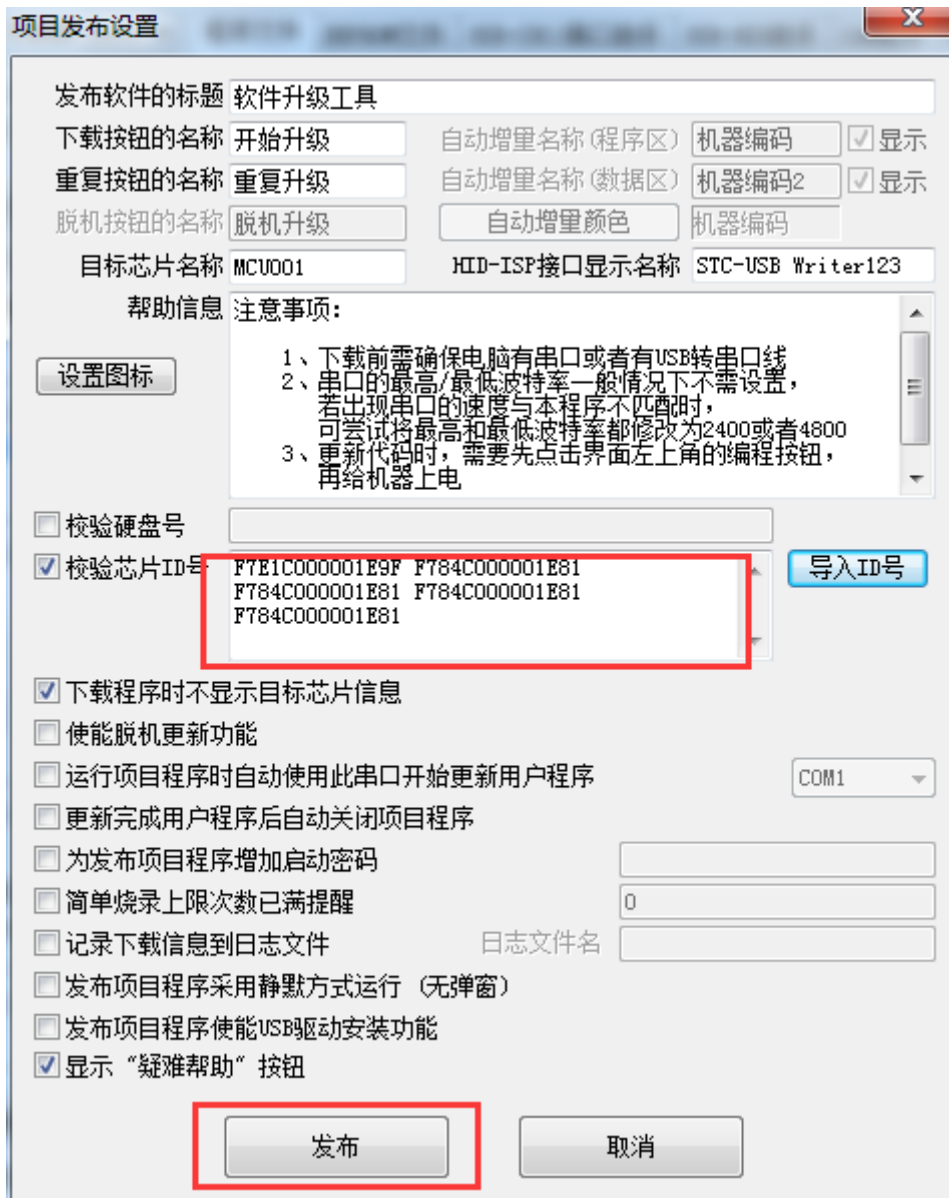 项目发布设置
发布软件的标题 软件升级工具
下载按钮的名称 开始升级 自动增量名称(程序区) 机器编码 显示
重复按钮的名称 重复升级 自动增量名称(数据区) 机器编码2 显示
脱机按钮的名称 脱机升级 自动增量颜色 机器编码
目标芯片名称 MCU001 HID-ISP接口显示名称 STC-USB Writer123
帮助信息 注意事项:
1、下载前需确保电脑有串口或者有USB转串口线
设置图标
2、串口的最高/最低波特率一般情况下不需设置,
若出现串口的速度与本程序不匹配时,
可尝试将最高和最低波特率都修改为2400或者4800
3、更新代码时,需要先点击界面左上角的编程按钮,
再给机器上电
校验硬盘号
校验芯片ID号 F7E1C000001E9F F784C000001E81 导入ID号
F784C000001E81 F784C000001E81
F784C000001E81
下载程序时不显示目标芯片信息
使能脱机更新功能
运行项目程序时自动使用此串口开始更新用户程序 COM1
更新完成用户程序后自动关闭项目程序
为发布项目程序增加启动密码
简单烧录上限次数已满提醒 0
记录下载信息到日志文件 日志文件名
发布项目程序采用静默方式运行 (无弹窗)
发布项目程序使能USB驱动安装功能
显示 “疑难帮助” 按钮
发布 取消